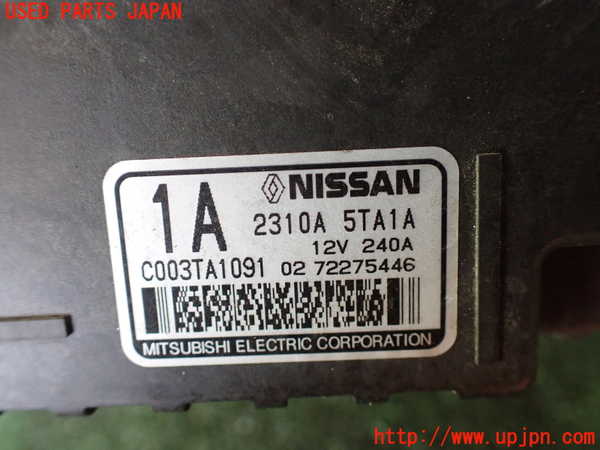 USED PARTS JAPAN
1A NISSAN
2310A 5TA1A
12V 240A
C003TA1091 02 72275446
MITSUBISHI ELECTRIC CORPORATION
http://www.upjpn.com